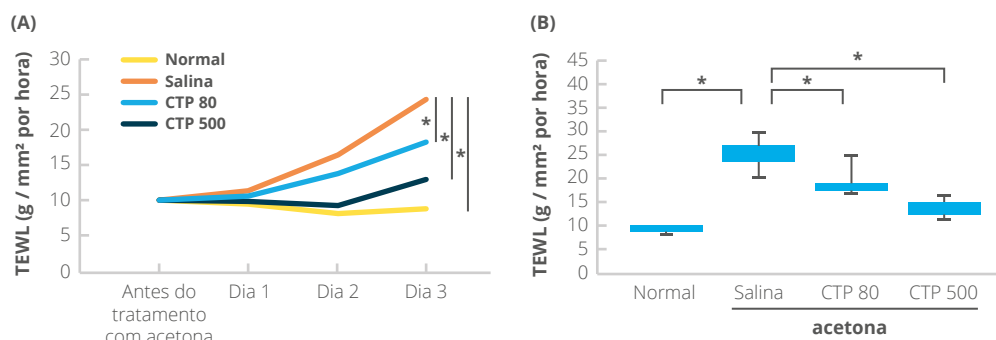 (A)
TEWL (g / mm² por hora)
30
25
20
15
10
5
0
Normal
Salina
CTP 80
CTP 500
*
*
*
Antes do
tratamento
com acetona
Dia 1
Dia 2
Dia 3
(B)
TEWL (g / mm² por hora)
45
40
35
30
25
20
15
10
5
0
*
*
*
Normal
Salina
CTP 80
CTP 500
acetona